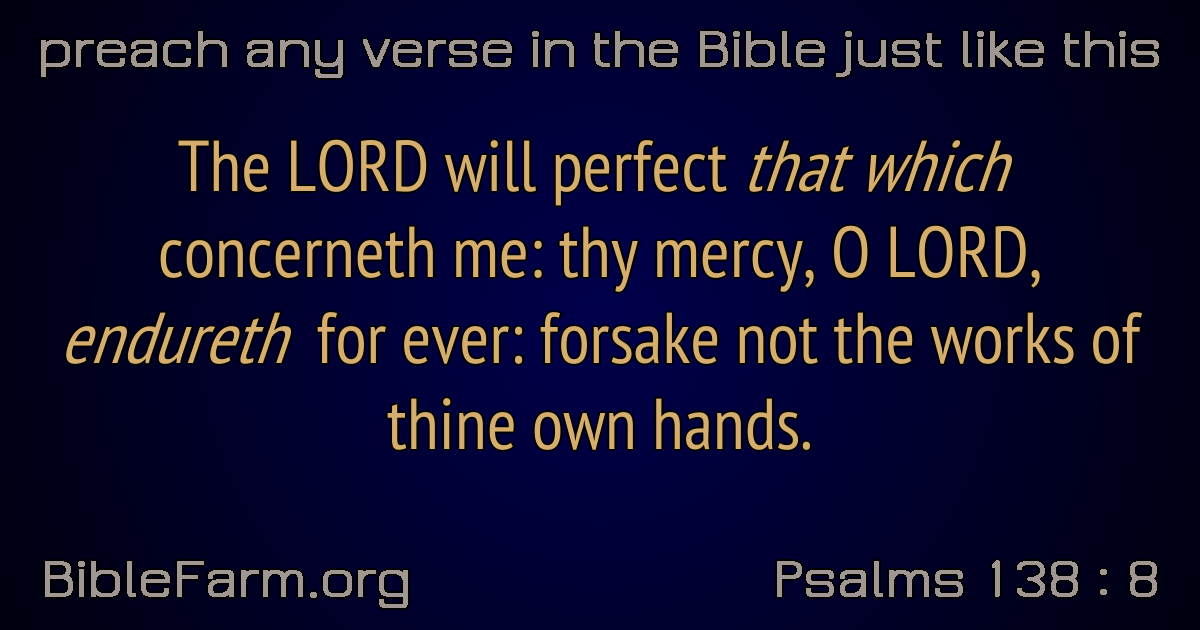 preach any verse in the Bible just like this
The LORD will perfect that which
concerneth me: thy mercy, O LORD,
endureth for ever: forsake not the works of
thine own hands.
BibleFarm.org
Psalms 138 : 8